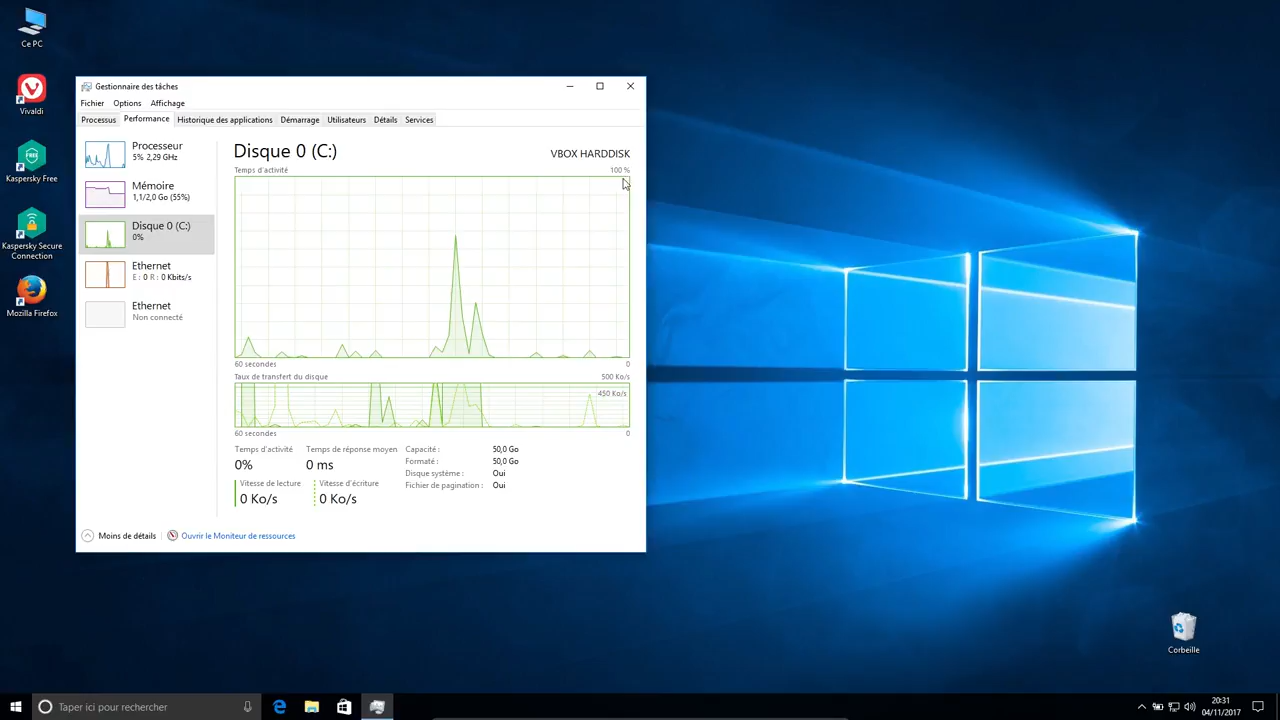 Ce PC
Vivaldi
FREE
Kaspersky Free
Kaspersky Secure
Connection
Mozilla Firefox
Gestionnaire des tâches
Fichier Options Affichage
Processus Performance Historique des applications Démarrage Utilisateurs Détails Services
Processeur
5% 2,29 GHz
Mémoire
1,1/2,0 Go (55%)
Disque 0 (C:)
0%
Ethernet
E : 0 R : 0 Kbits/s
Ethernet
Non connecté
Disque 0 (C:) VBOX HARDDISK
Temps d'activité 100 %
60 secondes 0
Taux de transfert du disque 500 Ko/s
450 Ko/s
60 secondes 0
Temps d'activité Temps de réponse moyen
0% 0 ms
Vitesse de lecture Vitesse d'écriture
0 Ko/s 0 Ko/s
Capacité : 50,0 Go
Formaté : 50,0 Go
Disque système : Oui
Fichier de pagination : Oui
Moins de détails Ouvrir le Moniteur de ressources
Corbeille
Taper ici pour rechercher
20:31
04/11/2017